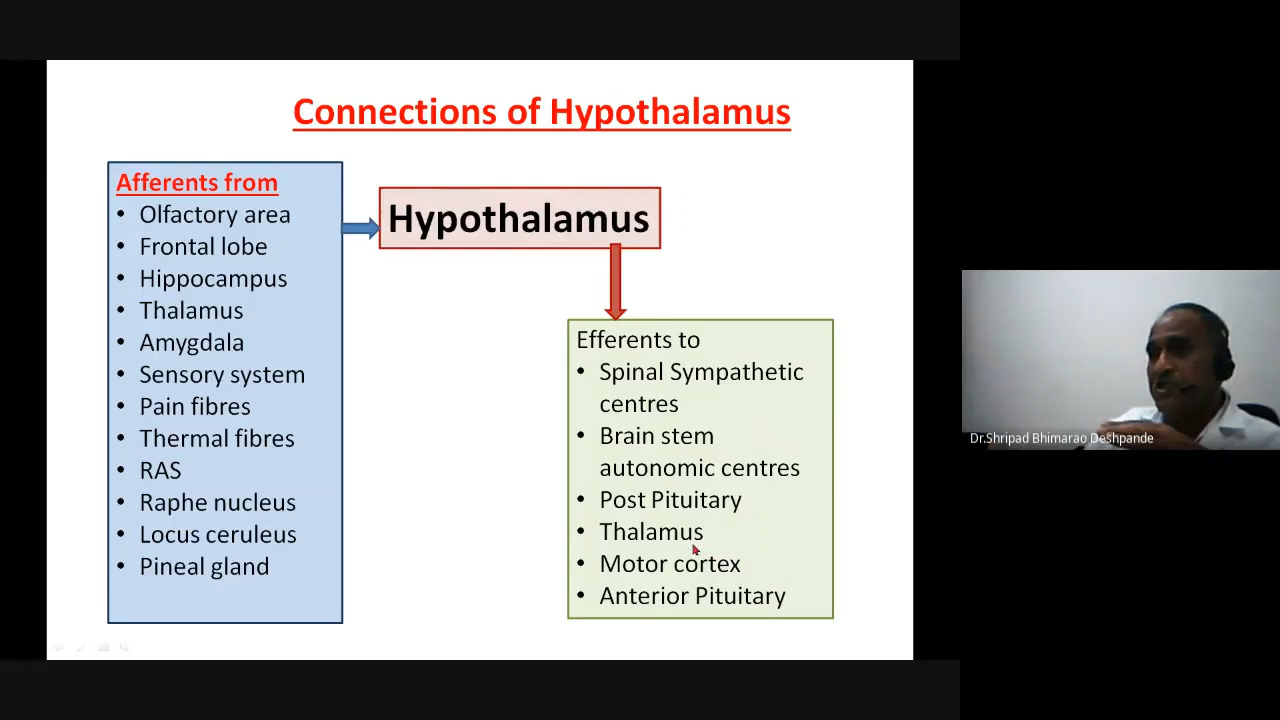 Connections of Hypothalamus
Afferents from
• Olfactory area
• Frontal lobe
• Hippocampus
• Thalamus
• Amygdala
• Sensory system
• Pain fibres
• Thermal fibres
• RAS
• Raphe nucleus
• Locus ceruleus
• Pineal gland
Hypothalamus
Efferents to
• Spinal Sympathetic
centres
• Brain stem
autonomic centres
• Post Pituitary
• Thalamus
• Motor cortex
• Anterior Pituitary
Dr.Shripad Bhimarao Deshpande